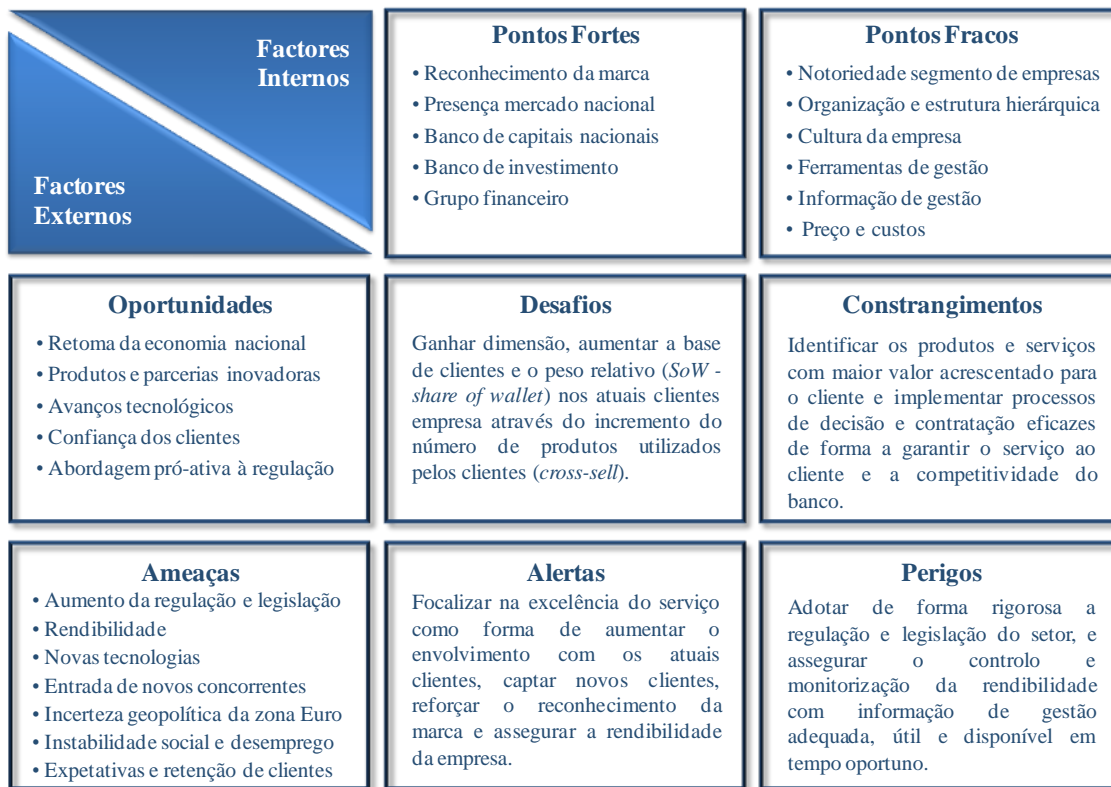 Factores
Internos
Factores
Externos
Pontos Fortes
• Reconhecimento da marca
• Presença mercado nacional
• Banco de capitais nacionais
• Banco de investimento
• Grupo financeiro
Pontos Fracos
• Notoriedade segmento de empresas
• Organização e estrutura hierárquica
• Cultura da empresa
• Ferramentas de gestão
• Informação de gestão
• Preço e custos
Oportunidades
• Retoma da economia nacional
• Produtos e parcerias inovadoras
• Avanços tecnológicos
• Confiança dos clientes
• Abordagem pró-ativa à regulação
Desafios
Ganhar dimensão, aumentar a base
de clientes e o peso relativo (SoW -
share of wallet) nos atuais clientes
empresa através do incremento do
número de produtos utilizados
pelos clientes (cross-sell).
Constrangimentos
Identificar os produtos e serviços
com maior valor acrescentado para
o cliente e implementar processos
de decisão e contratação eficazes
de forma a garantir o serviço ao
cliente e a competitividade do
banco.
Ameaças
• Aumento da regulação e legislação
• Rendibilidade
• Novas tecnologias
• Entrada de novos concorrentes
• Incerteza geopolítica da zona Euro
• Instabilidade social e desemprego
• Expetativas e retenção de clientes
Alertas
Focalizar na excelência do serviço
como forma de aumentar o
envolvimento com os atuais
clientes, captar novos clientes,
reforçar o reconhecimento da
marca e assegurar a rendibilidade
da empresa.
Perigos
Adotar de forma rigorosa a
regulação e legislação do setor, e
assegurar o controlo e
monitorização da rendibilidade
com informação de gestão
adequada, útil e disponível em
tempo oportuno.